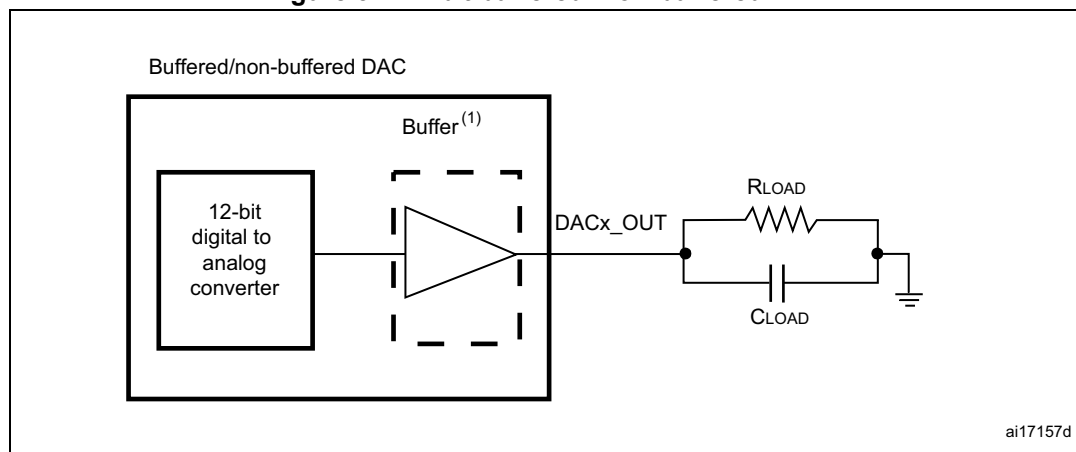 Buffered/non-buffered DAC
Buffer(1)
12-bit
digital to
analog
converter
DACx_OUT
RLOAD
CLOAD
ai17157d